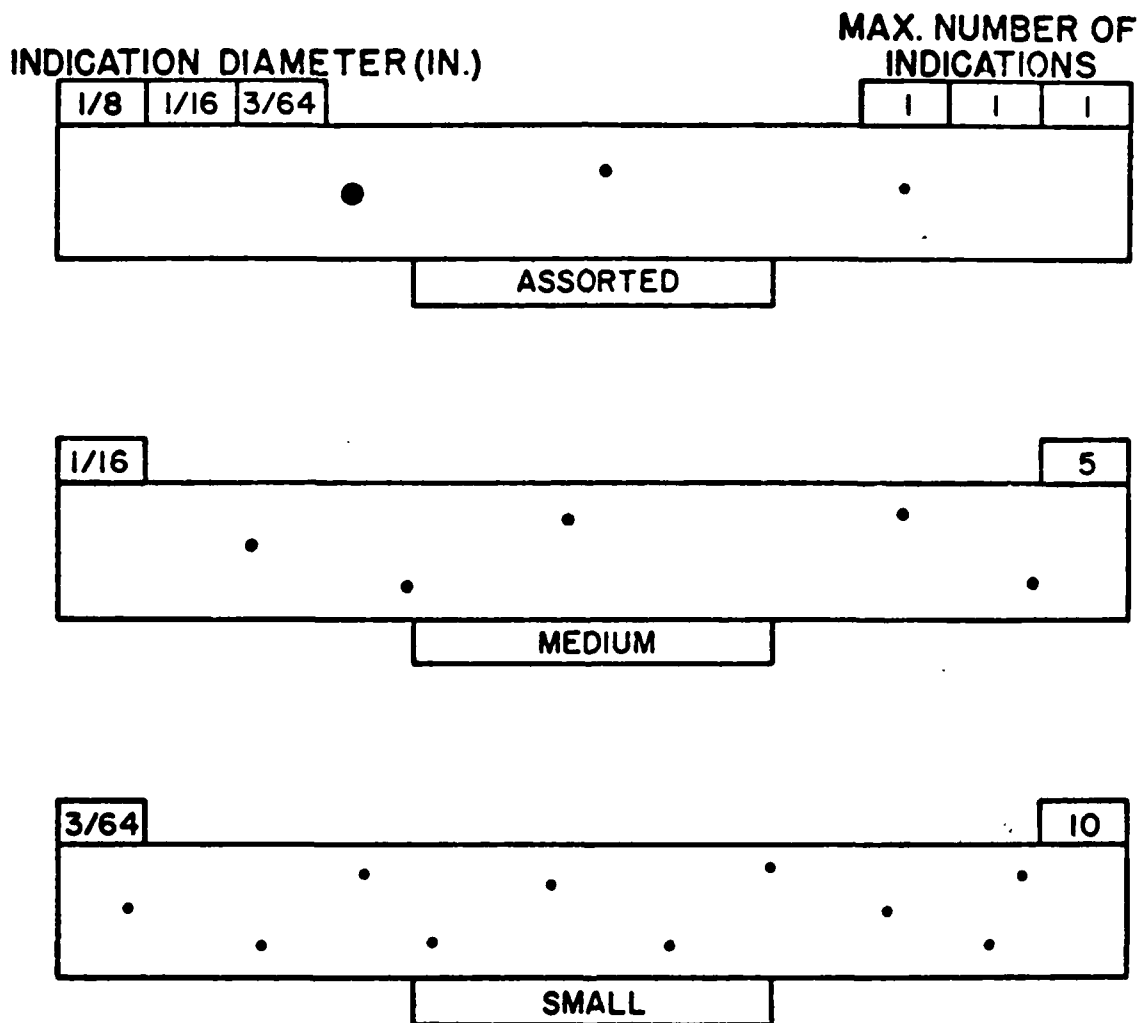 INDICATION DIAMETER (IN.)
MAX. NUMBER OF
INDICATIONS
1/8 1/16 3/64
1 1 1
ASSORTED
1/16
5
MEDIUM
3/64
10
SMALL